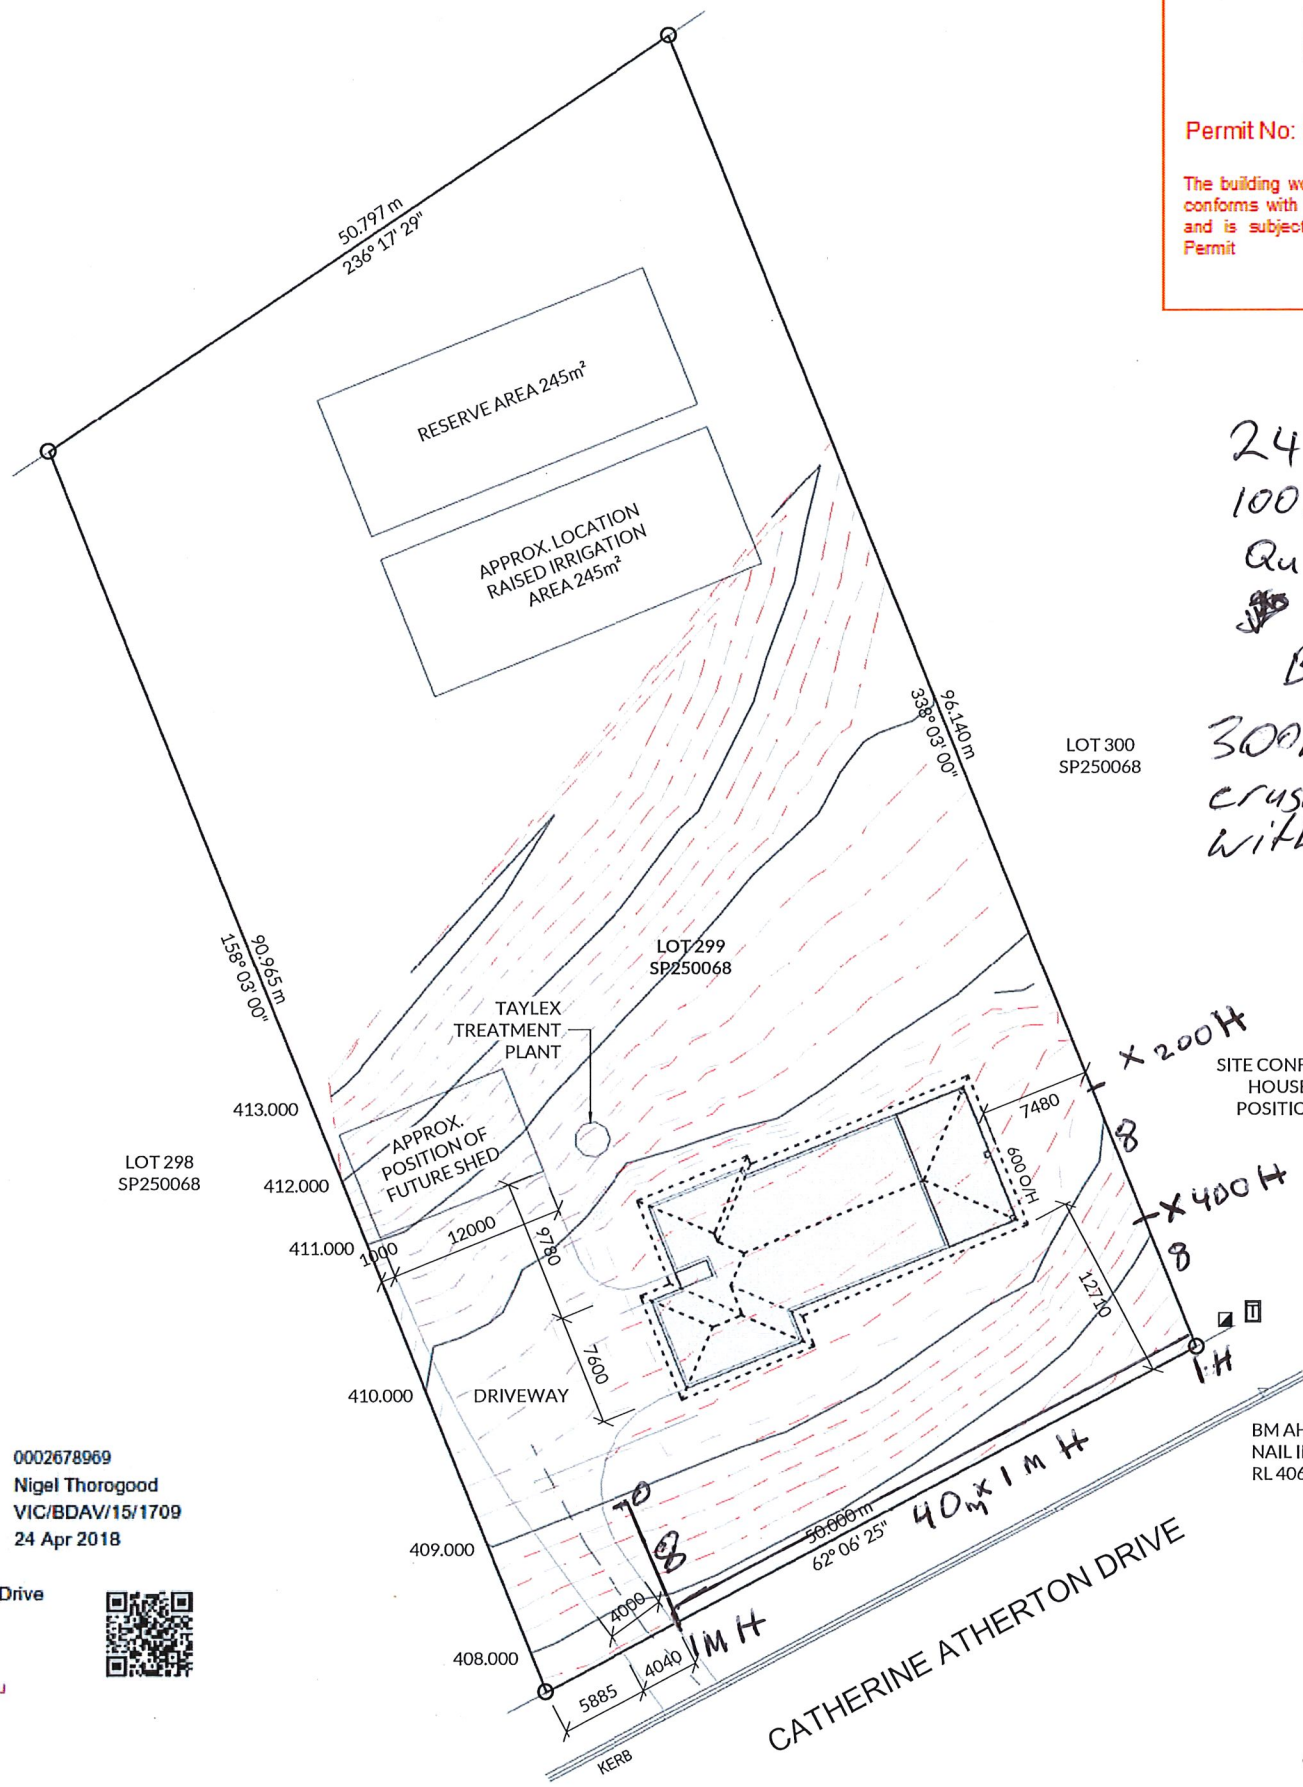 Permit No:
The building wo
conforms with
and is subject
Permit
50.797 m
236° 17' 29"
RESERVE AREA 245m²
APPROX. LOCATION
RAISED IRRIGATION
AREA 245m²
24
100
Qu
300
crus
with
96.140 m
338° 03' 00"
LOT 300
SP250068
LOT 299
SP250068
90.965 m
158° 03' 00"
TAYLEX
TREATMENT
PLANT
X 200 H
SITE CONF
HOUSE
POSITIO
413.000
APPROX.
POSITION OF
FUTURE SHED
7480
600 O/H
8
LOT 298
SP250068
412.000
X 400 H
411.000
1000
12000
9780
8
12710
T
7600
410.000
DRIVEWAY
1.H
0002678969
Nigel Thorogood
VIC/BDAV/15/1709
24 Apr 2018
BM AH
NAIL I
RL 406
40m x 1 M H
0
8
50.000 m
62° 06' 25"
409.000
Drive
4000
1M H
408.000
4040
5885
CATHERINE ATHERTON DRIVE
KERB